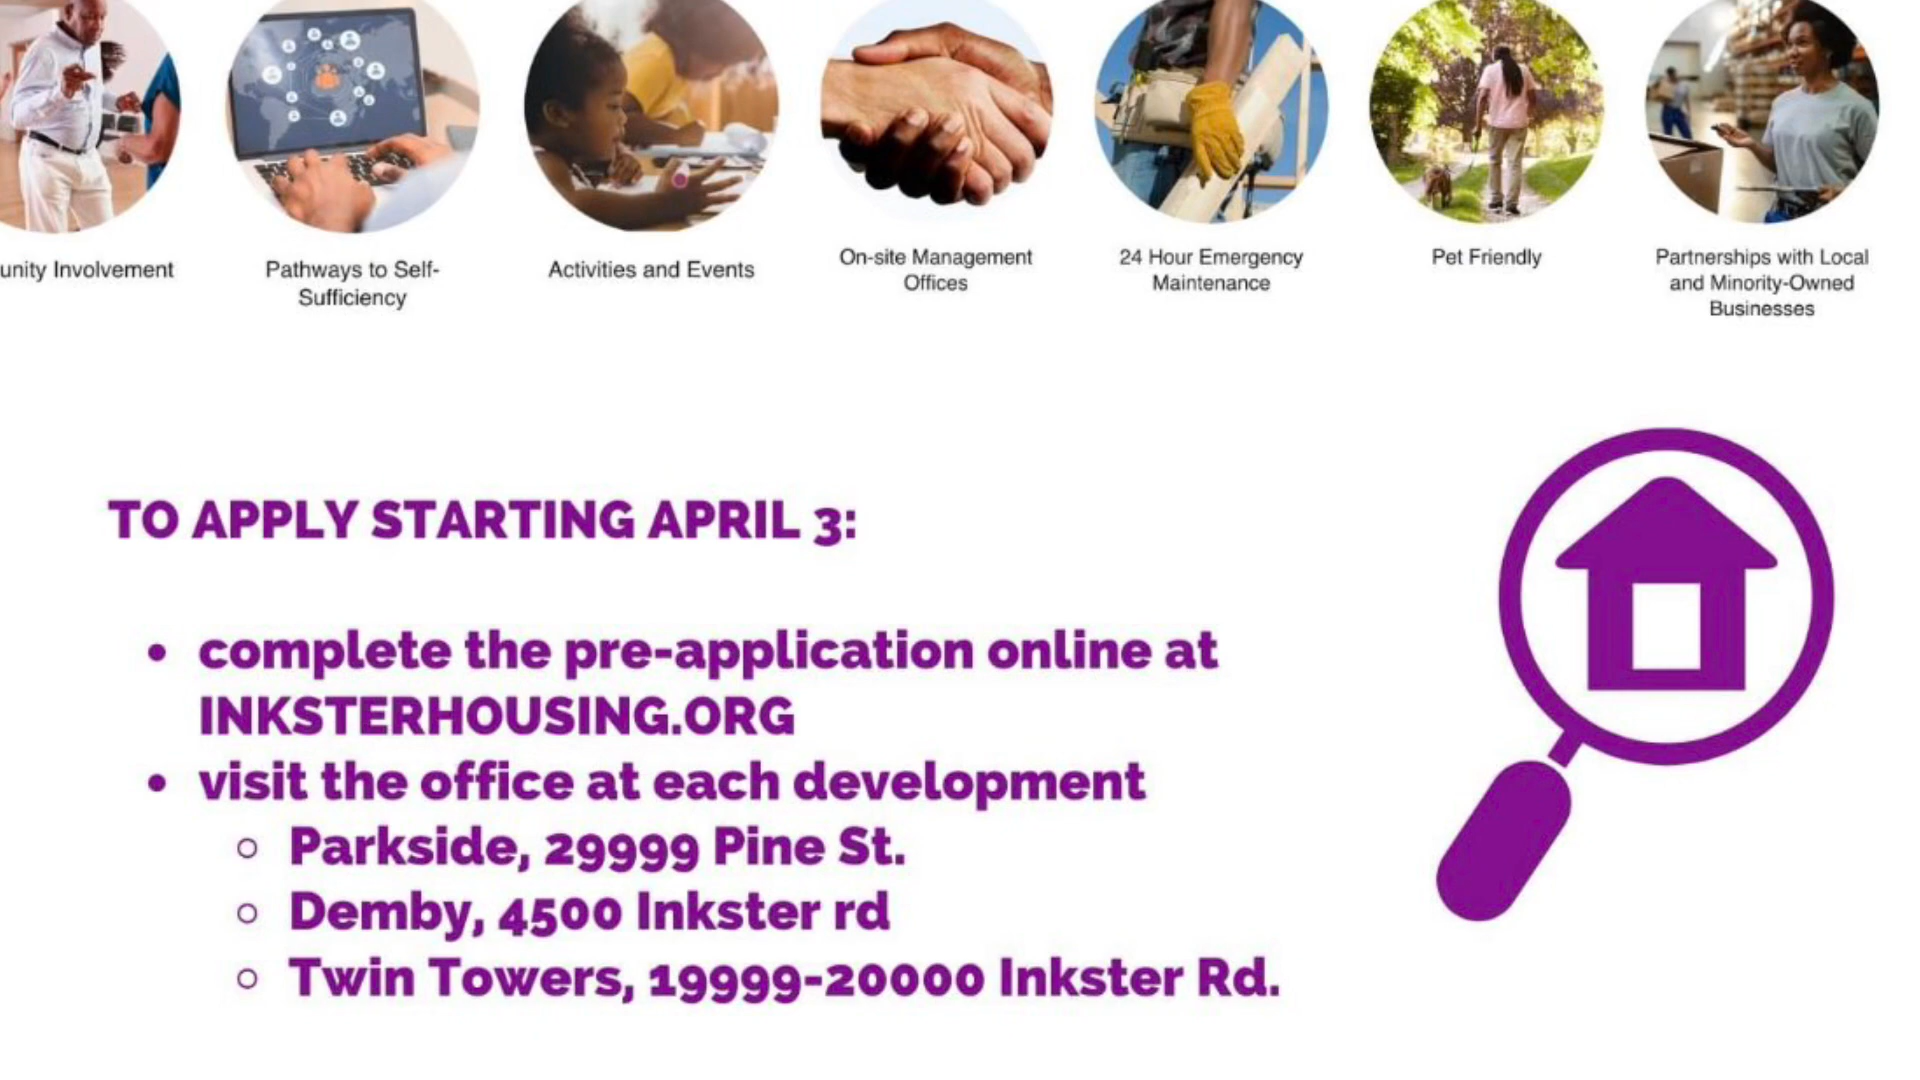 unity Involvement
Pathways to Self-
Sufficiency
Activities and Events
On-site Management
Offices
24 Hour Emergency
Maintenance
Pet Friendly
Partnerships with Local
and Minority-Owned
Businesses
TO APPLY STARTING APRIL 3:
• complete the pre-application online at
INKSTERHOUSING.ORG
• visit the office at each development
○ Parkside, 29999 Pine St.
○ Demby, 4500 Inkster rd
○ Twin Towers, 19999-20000 Inkster Rd.